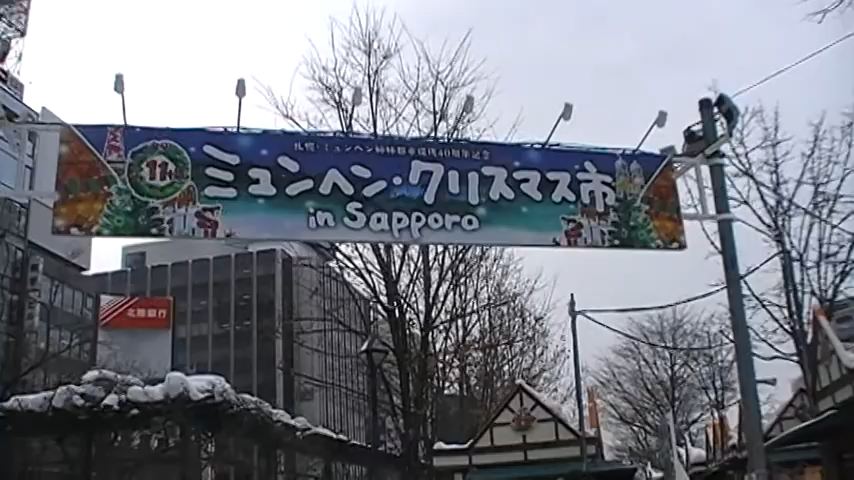 札幌・ミュンヘン姉妹都市提携40周年記念
11th
ミュンヘン・クリスマス市
in Sapporo
北陸銀行